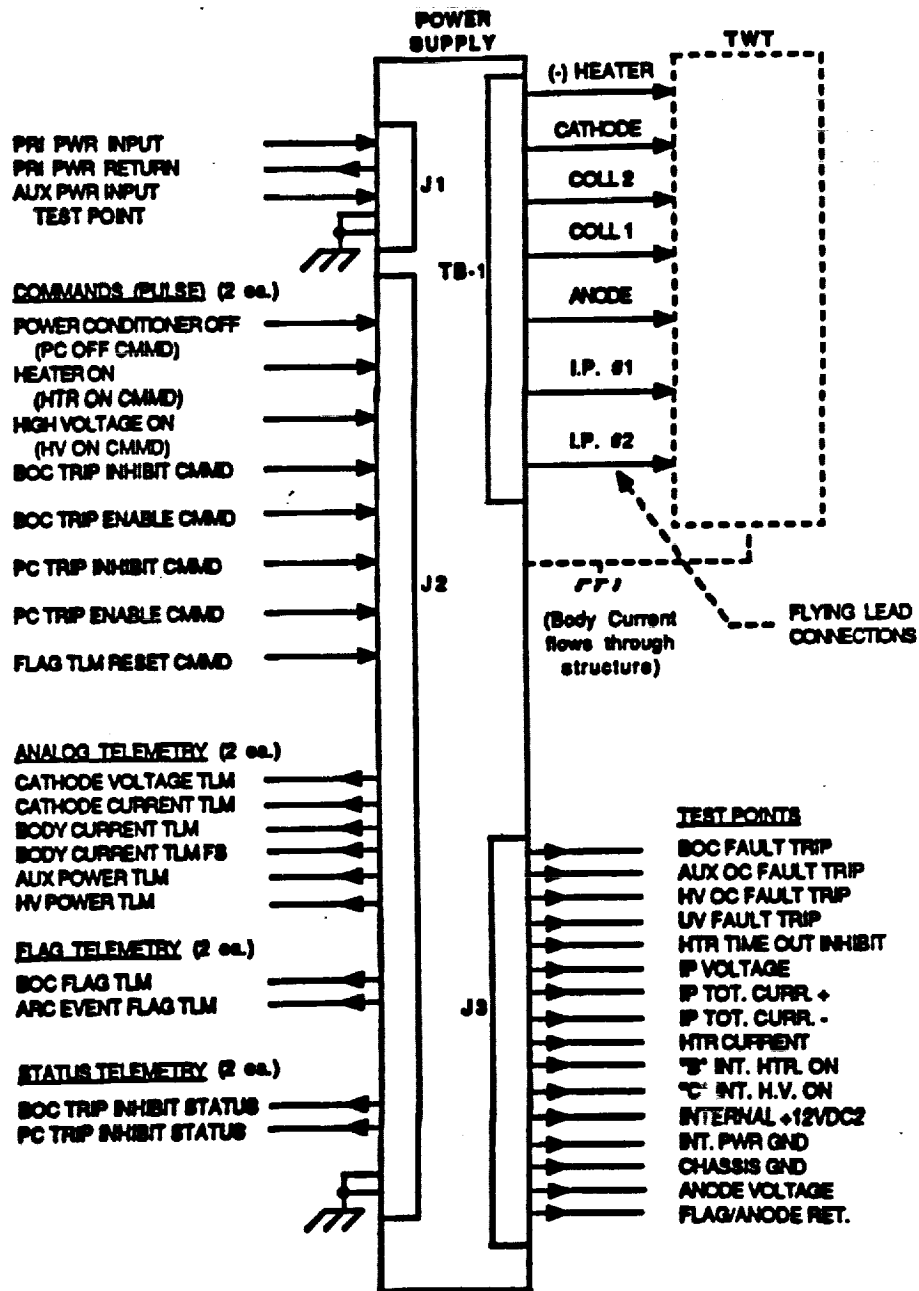 POWER
SUPPLY
TWT
(-) HEATER
CATHODE
COLL 2
COLL 1
ANODE
I.P. #1
I.P. #2
TB-1
PRI PWR INPUT
PRI PWR RETURN
AUX PWR INPUT
TEST POINT
J1
COMMANDS (PULSE) (2 ea.)
POWER CONDITIONER OFF
(PC OFF CMMD)
HEATER ON
(HTR ON CMMD)
HIGH VOLTAGE ON
(HV ON CMMD)
BOC TRIP INHIBIT CMMD
BOC TRIP ENABLE CMMD
PC TRIP INHIBIT CMMD
PC TRIP ENABLE CMMD
FLAG TLM RESET CMMD
J2
(Body Current
flows through
structure)
FLYING LEAD
CONNECTIONS
ANALOG TELEMETRY (2 ea.)
CATHODE VOLTAGE TLM
CATHODE CURRENT TLM
BODY CURRENT TLM
BODY CURRENT TLM FS
AUX POWER TLM
HV POWER TLM
FLAG TELEMETRY (2 ea.)
BOC FLAG TLM
ARC EVENT FLAG TLM
STATUS TELEMETRY (2 ea.)
BOC TRIP INHIBIT STATUS
PC TRIP INHIBIT STATUS
J3
TEST POINTS
BOC FAULT TRIP
AUX OC FAULT TRIP
HV OC FAULT TRIP
UV FAULT TRIP
HTR TIME OUT INHIBIT
IP VOLTAGE
IP TOT. CURR. +
IP TOT. CURR. -
HTR CURRENT
"B" INT. HTR. ON
"C" INT. H.V. ON
INTERNAL +12VDC2
INT. PWR GND
CHASSIS GND
ANODE VOLTAGE
FLAG/ANODE RET.